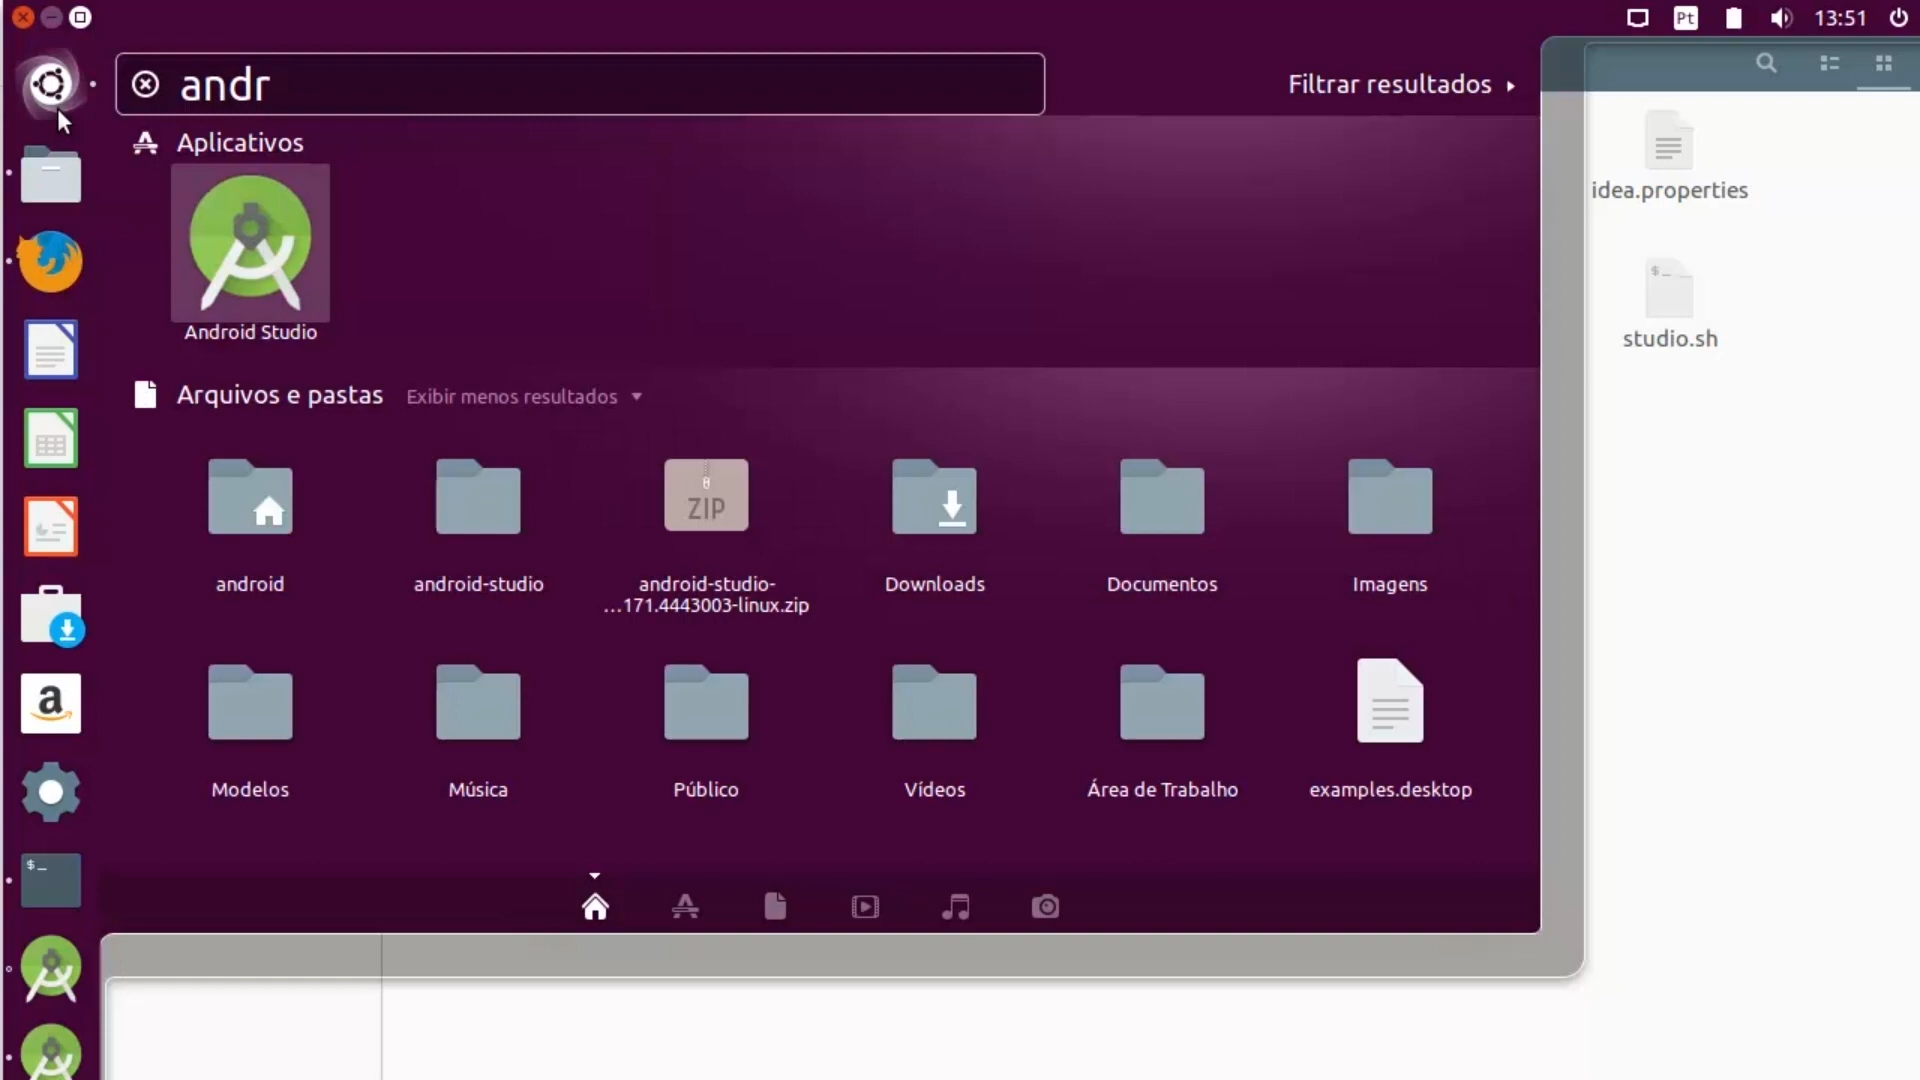 Pt
13:51
andr
Filtrar resultados
Aplicativos
Android Studio
Arquivos e pastas
Exibir menos resultados
idea.properties
$_
studio.sh
ZIP
android
android-studio
android-studio-
...171.4443003-linux.zip
Downloads
Documentos
Imagens
a
Modelos
Música
Público
Vídeos
Área de Trabalho
examples.desktop
$_